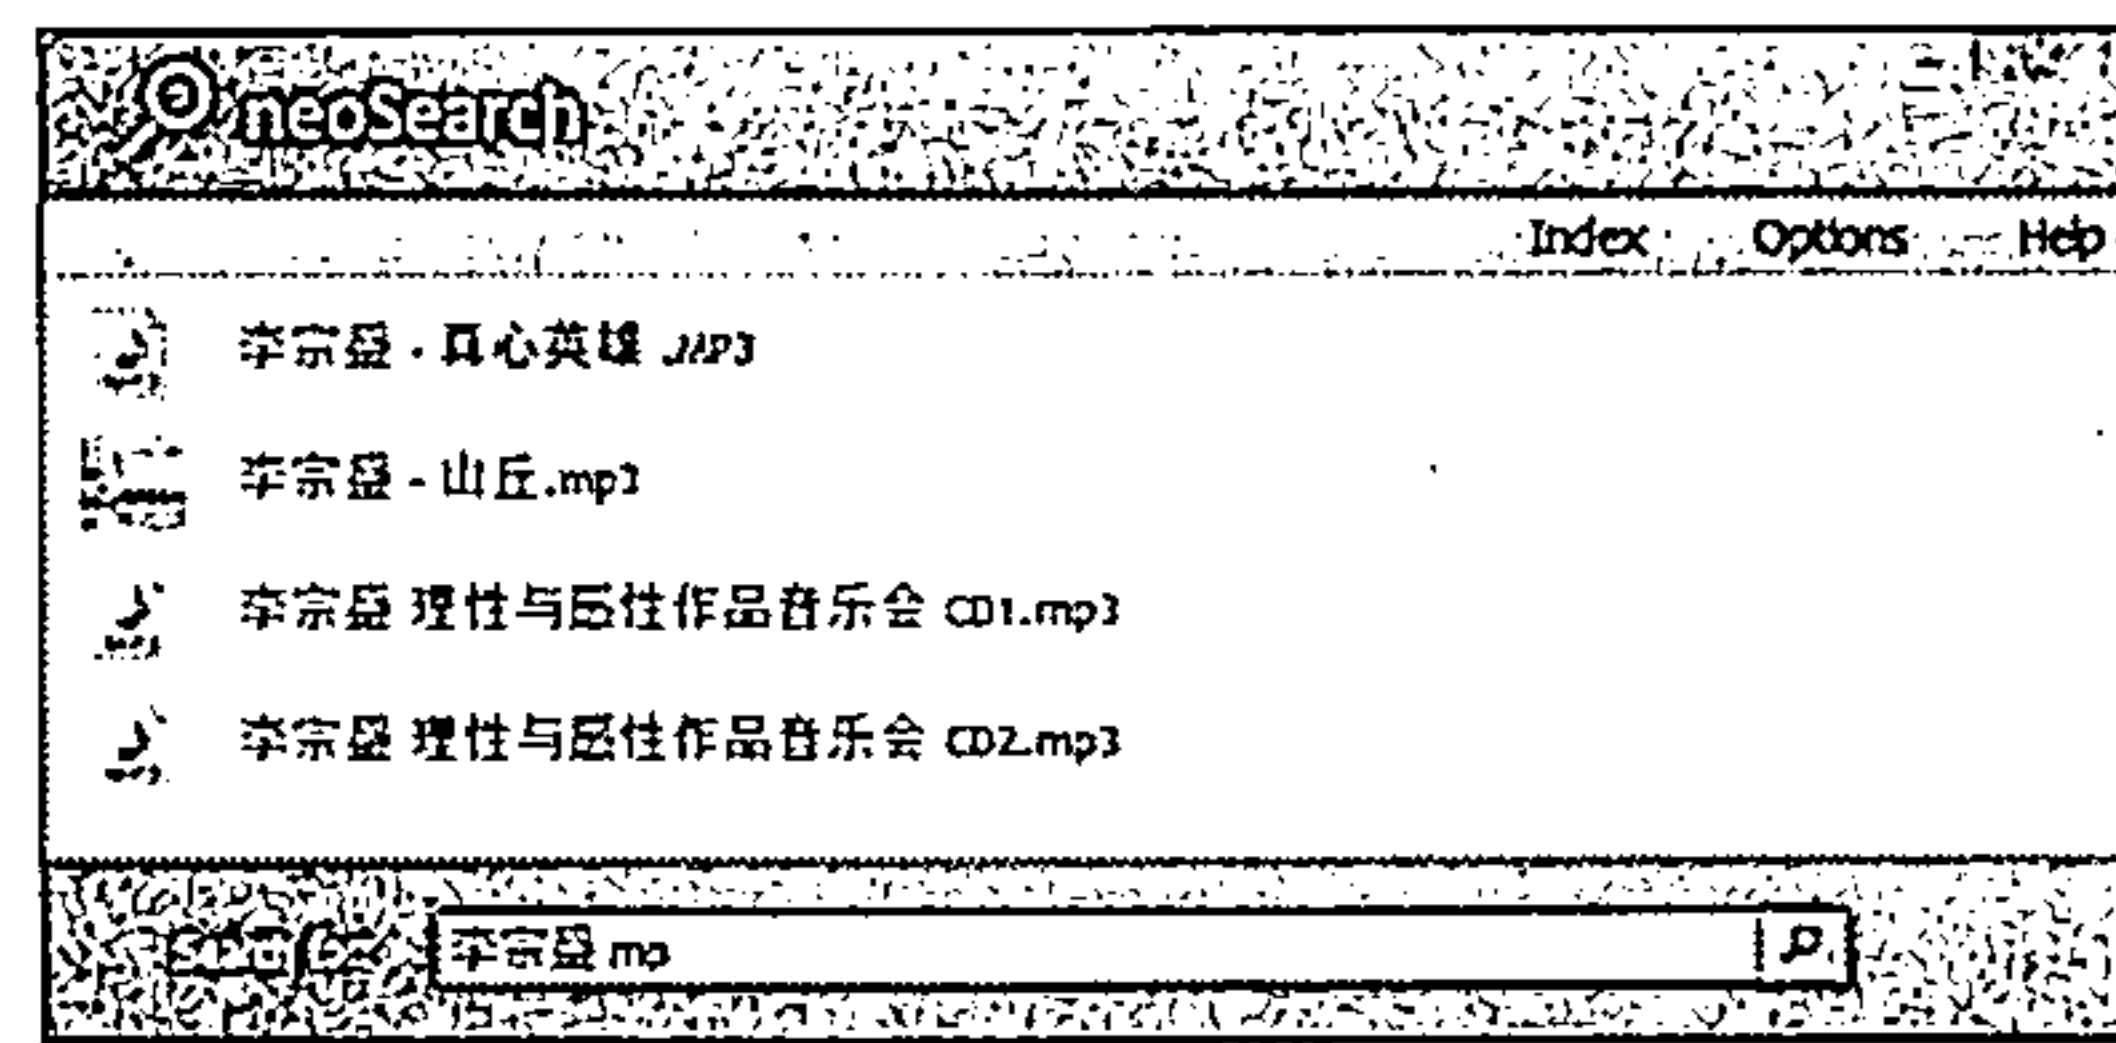 neoSearch
Index Options Help
李宗盛 - 真心英雄 .MP3
李宗盛 - 山丘.mp3
李宗盛 理性与感性作品音乐会 CD1.mp3
李宗盛 理性与感性作品音乐会 CD2.mp3
李宗盛 mp